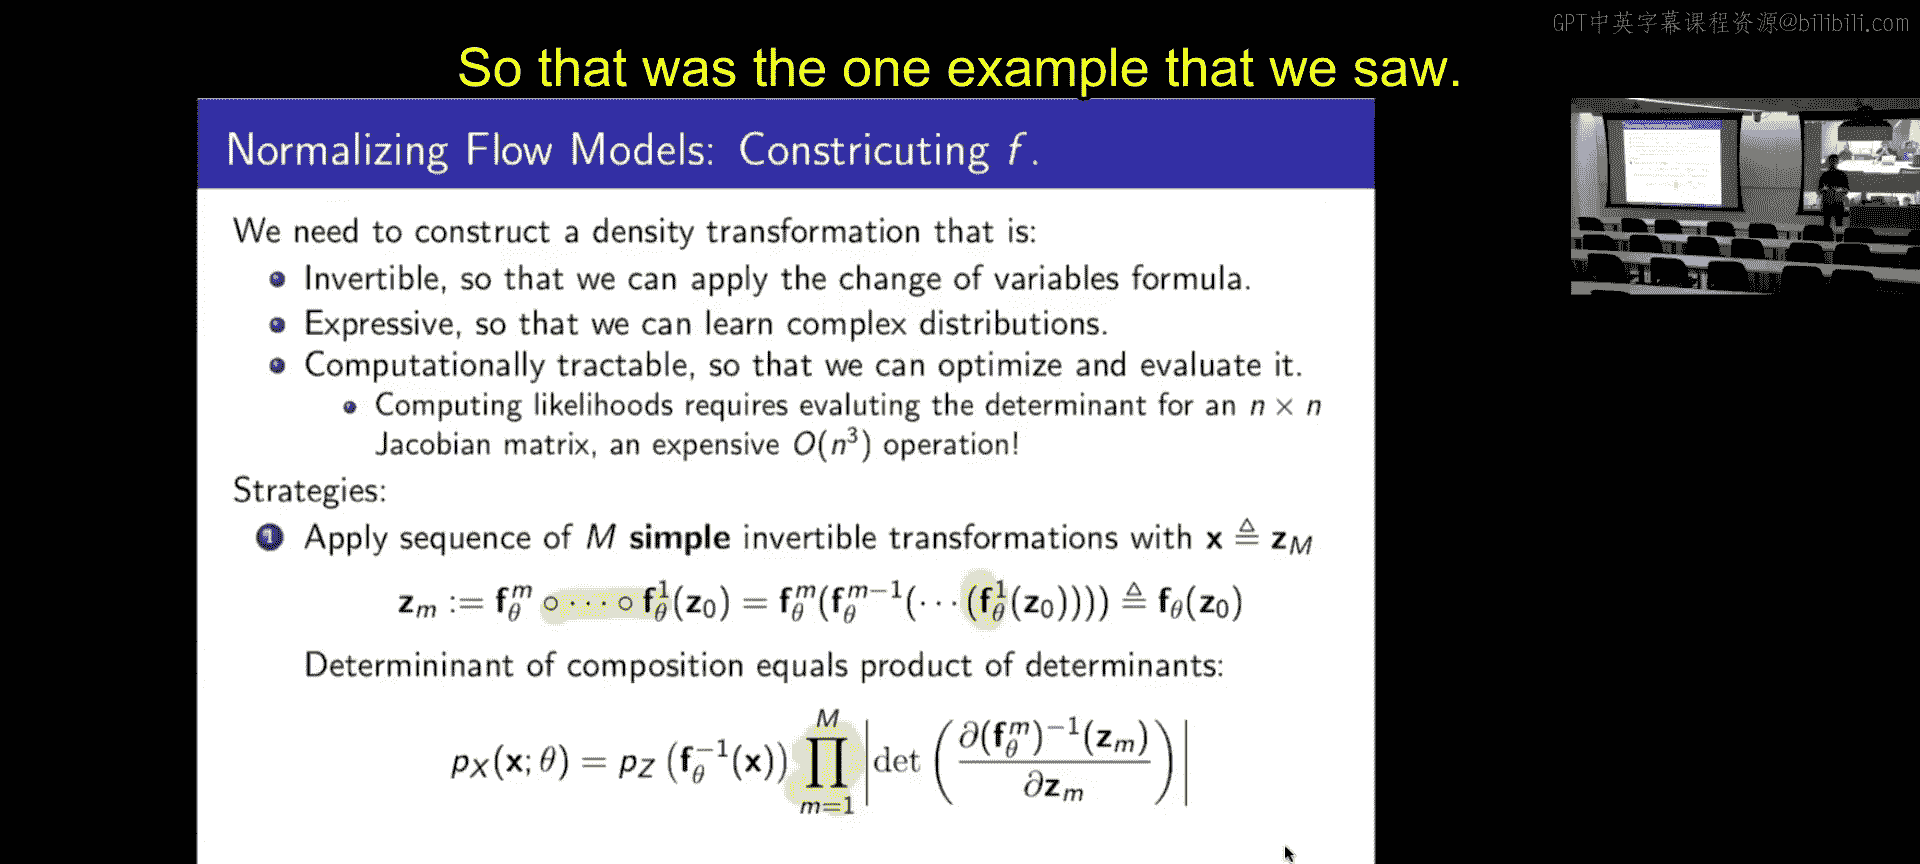 GPT中英字幕课程资源@bilibili.com
So that was the one example that we saw.
Normalizing Flow Models: Constricuting f.
We need to construct a density transformation that is:
Invertible, so that we can apply the change of variables formula.
Expressive, so that we can learn complex distributions.
Computationally tractable, so that we can optimize and evaluate it.
Computing likelihoods requires evaluting the determinant for an n × n
Jacobian matrix, an expensive O(n³) operation!
Strategies:
1 Apply sequence of M simple invertible transformations with x ≜ z_M
z_m := f_θ^m ∘ ··· ∘ f_θ^1(z_0) = f_θ^m(f_θ^{m−1}(···(f_θ^1(z_0)))) ≜ f_θ(z_0)
Determininant of composition equals product of determinants:
p_X(x; θ) = p_Z (f_θ^{−1}(x)) ∏_{m=1}^{M} |det (∂(f_θ^m)^{−1}(z_m) / ∂z_m)|